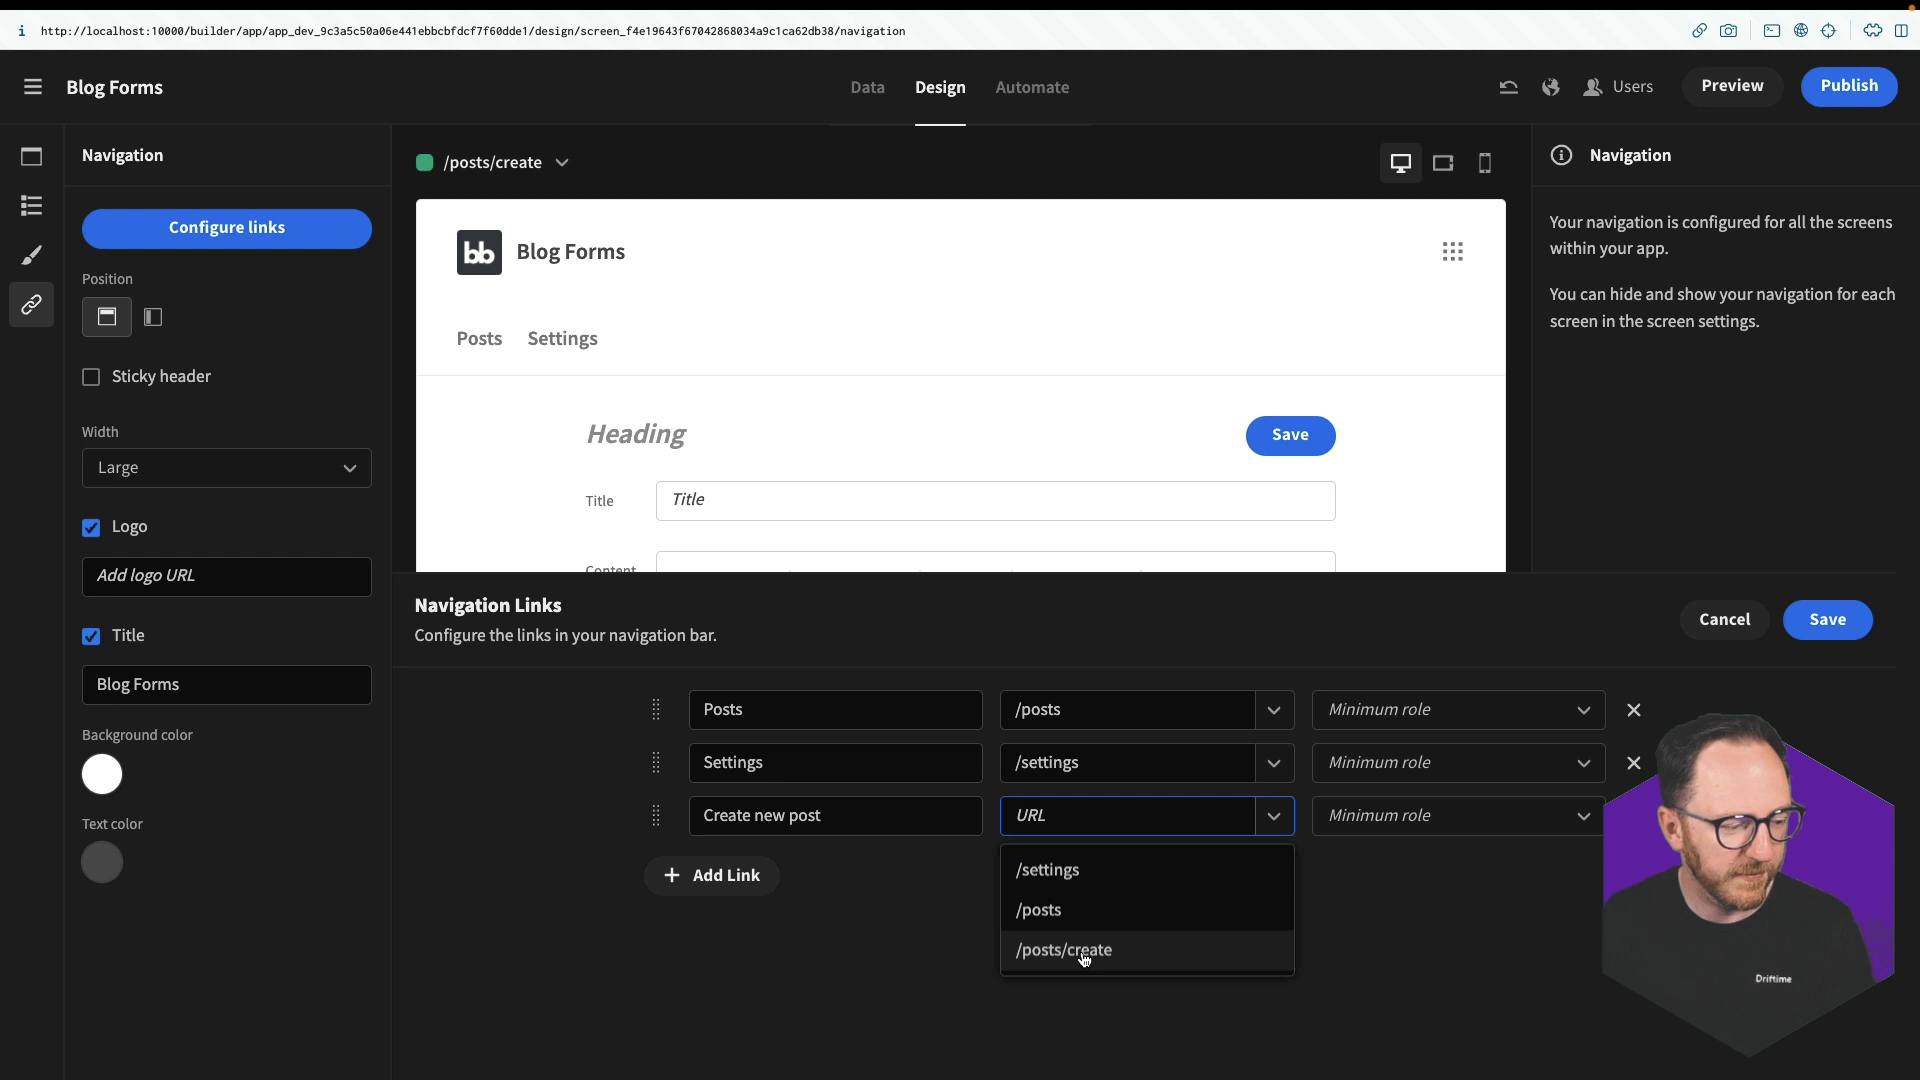 http://localhost:10000/builder/app/app_dev_9c3a5c50a06e441ebbcbfdcf7f60dde1/design/screen_f4e19643f67042868034a9c1ca62db38/navigation
Blog Forms
Data
Design
Automate
Users
Preview
Publish
Navigation
Configure links
Position
Sticky header
Width
Large
Logo
Add logo URL
Title
Blog Forms
Background color
Text color
/posts/create
bb
Blog Forms
Posts
Settings
Heading
Save
Title
Title
Content
Navigation
Your navigation is configured for all the screens
within your app.
You can hide and show your navigation for each
screen in the screen settings.
Navigation Links
Configure the links in your navigation bar.
Cancel
Save
Posts
/posts
Minimum role
Settings
/settings
Minimum role
Create new post
URL
Minimum role
Add Link
/settings
/posts
/posts/create
Driftime